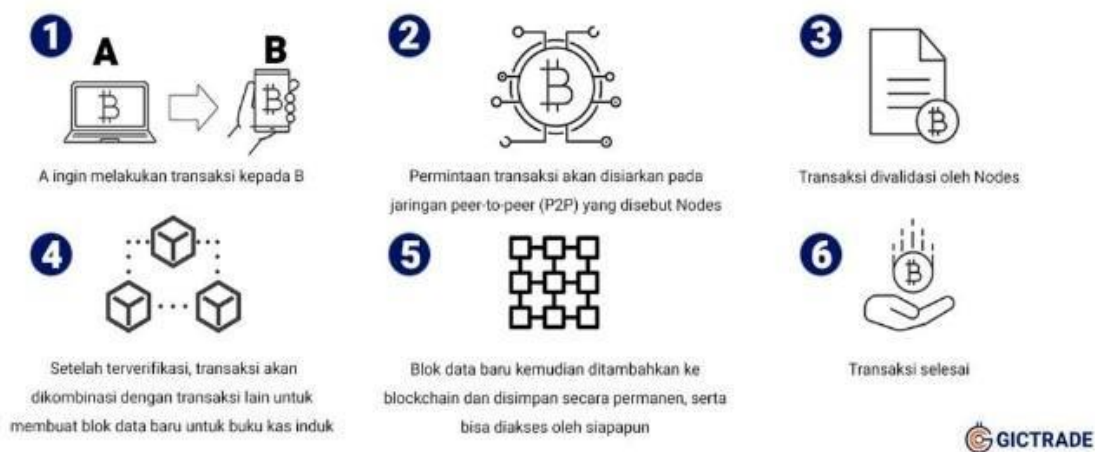 1
A
B
A ingin melakukan transaksi kepada B
2
Permintaan transaksi akan disiarkan pada
jaringan peer-to-peer (P2P) yang disebut Nodes
3
Transaksi divalidasi oleh Nodes
4
Setelah terverifikasi, transaksi akan
dikombinasi dengan transaksi lain untuk
membuat blok data baru untuk buku kas induk
5
Blok data baru kemudian ditambahkan ke
blockchain dan disimpan secara permanen, serta
bisa diakses oleh siapapun
6
Transaksi selesai
GICTRADE